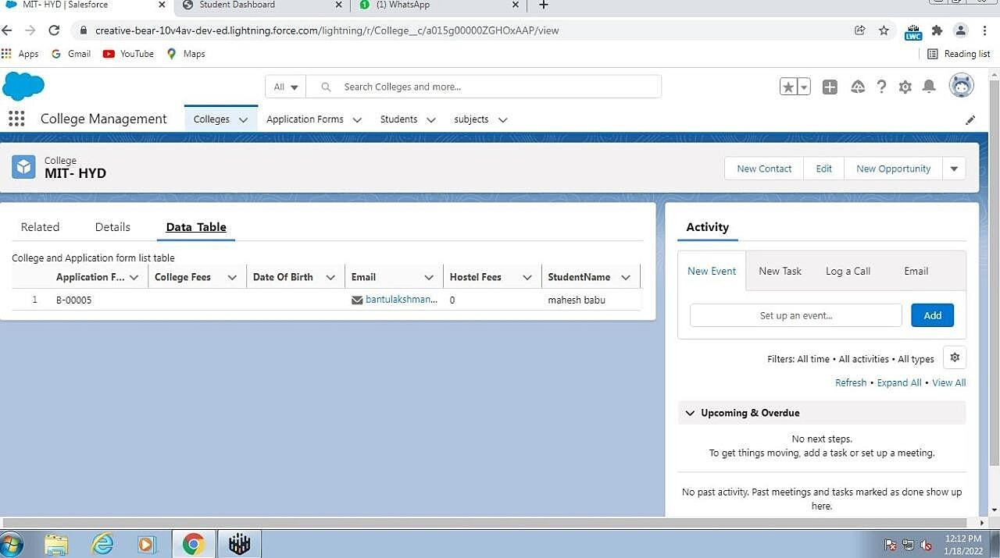 MIT- HYD | Salesforce
Student Dashboard
(1) WhatsApp
creative-bear-10v4av-dev-ed.lightning.force.com/lightning/r/College__c/a015g00000ZGHOxAAP/view
LWC
Apps Gmail YouTube Maps Reading list
All Search Colleges and more...
College Management Colleges Application Forms Students subjects
College
MIT- HYD
New Contact Edit New Opportunity
Related Details Data Table
College and Application form list table
Application F... College Fees Date Of Birth Email Hostel Fees StudentName
1 B-00005 bantulakshman... 0 mahesh babu
Activity
New Event New Task Log a Call Email
Set up an event... Add
Filters: All time • All activities • All types
Refresh • Expand All • View All
Upcoming & Overdue
No next steps.
To get things moving, add a task or set up a meeting.
No past activity. Past meetings and tasks marked as done show up
here.
12:12 PM
1/18/2022